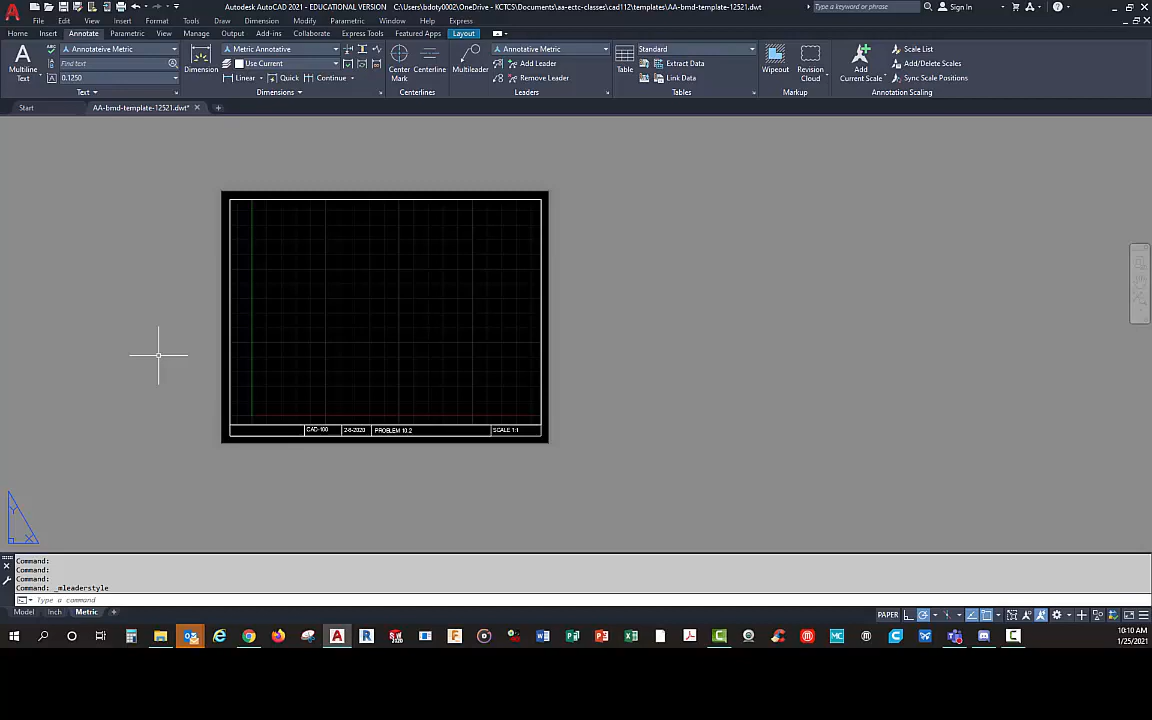 Autodesk AutoCAD 2021 - EDUCATIONAL VERSION C:\Users\bdoty0002\OneDrive - KCTCS\Documents\aa-ectc-classes\cad112\templates\AA-bmd-template-12521.dwt
Type a keyword or phrase
Sign In
File Edit View Insert Format Tools Draw Dimension Modify Parametric Window Help Express
Home Insert Annotate Parametric View Manage Output Add-ins Collaborate Express Tools Featured Apps Layout
Multiline
Text
Annotateive Metric
Find text
0.1250
Text
Dimension
Metric Annotative
Use Current
Linear Quick Continue
Dimensions
Center
Mark
Centerline
Centerlines
Multileader
Annotative Metric
Add Leader
Remove Leader
Leaders
Table
Standard
Extract Data
Link Data
Tables
Wipeout
Revision
Cloud
Markup
Add
Current Scale
Scale List
Add/Delete Scales
Sync Scale Positions
Annotation Scaling
Start
AA-bmd-template-12521.dwt*
CAD-100 2-6-2020 PROBLEM 10.2 SCALE 1:1
Y
X
Command:
Command:
Command:
Command: _mleaderstyle
Type a command
Model Inch Metric
PAPER
10:10 AM
1/25/2021